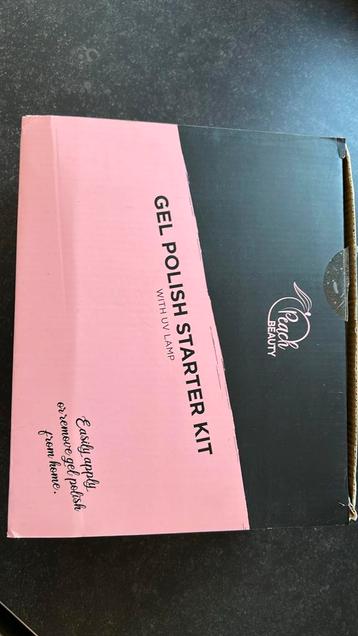 Peach
BEAUTY
GEL POLISH STARTER KIT
WITH UV LAMP
Easily apply
or remove gel polish
from home.